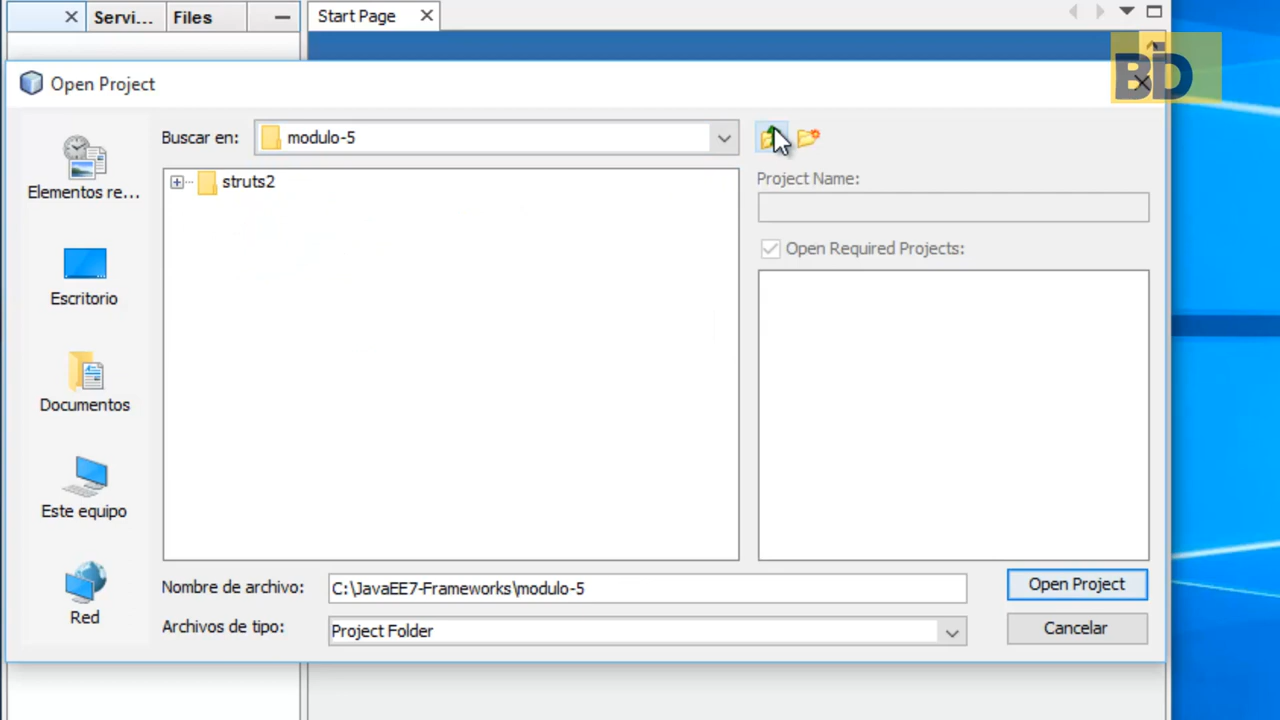 Servi... Files Start Page
BID
Open Project
Buscar en: modulo-5
struts2
Project Name:
Open Required Projects:
Elementos re...
Escritorio
Documentos
Este equipo
Red
Nombre de archivo: C:\JavaEE7-Frameworks\modulo-5 Open Project
Archivos de tipo: Project Folder Cancelar